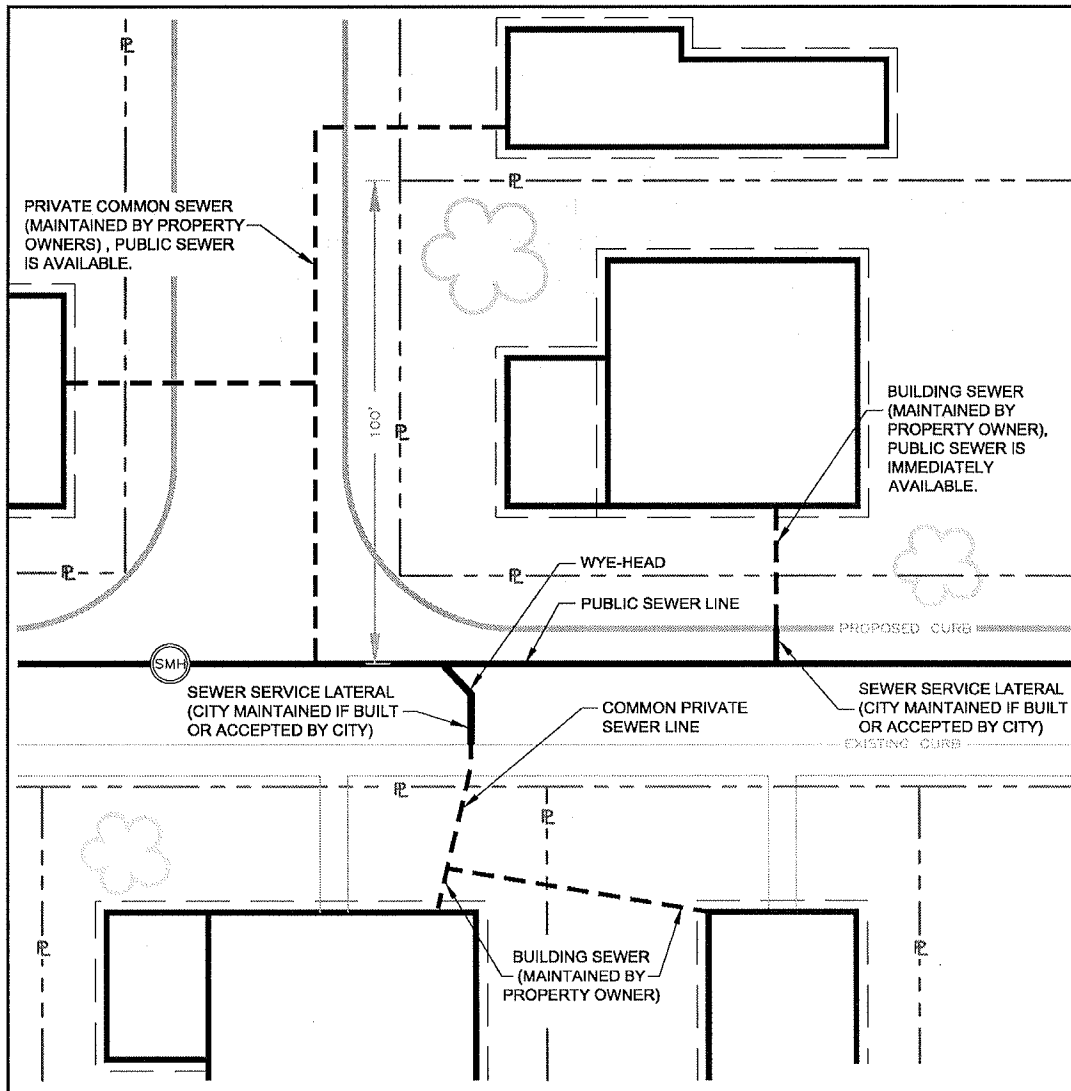 PL
PL
PRIVATE COMMON SEWER
(MAINTAINED BY PROPERTY
OWNERS) , PUBLIC SEWER
IS AVAILABLE.
100'
PL
BUILDING SEWER
(MAINTAINED BY
PROPERTY OWNER),
PUBLIC SEWER IS
IMMEDIATELY
AVAILABLE.
PL
WYE-HEAD
PL
PUBLIC SEWER LINE
PROPOSED CURB
SMH
SEWER SERVICE LATERAL
(CITY MAINTAINED IF BUILT
OR ACCEPTED BY CITY)
COMMON PRIVATE
SEWER LINE
SEWER SERVICE LATERAL
(CITY MAINTAINED IF BUILT
OR ACCEPTED BY CITY)
EXISTING CURB
PL
PL
PL
BUILDING SEWER
(MAINTAINED BY
PROPERTY OWNER)
PL